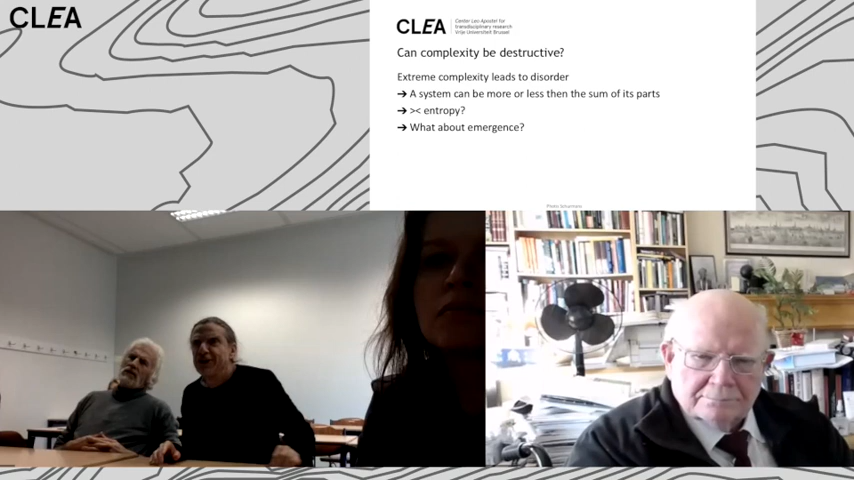 CLEA
CLEA
Center Leo Apostel for
transdisciplinary research
Vrije Universiteit Brussel
Can complexity be destructive?
Extreme complexity leads to disorder
➔ A system can be more or less then the sum of its parts
➔ >< entropy?
➔ What about emergence?